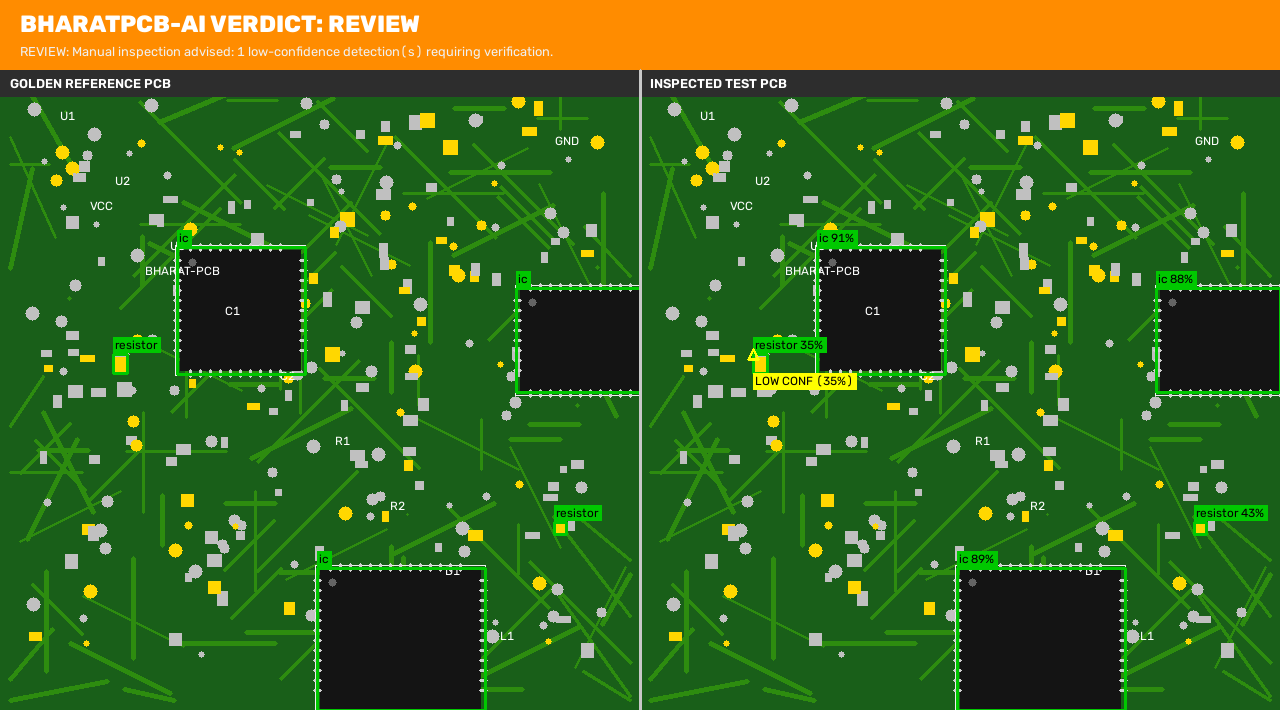 BHARATPCB-AI VERDICT: REVIEW
REVIEW: Manual inspection advised: 1 low-confidence detection(s) requiring verification.
GOLDEN REFERENCE PCB
U1
GND
U2
VCC
ic
BHARAT-PCB
ic
C1
resistor
R1
R2
resistor
ic
D1
L1
INSPECTED TEST PCB
U1
GND
U2
VCC
ic 91%
BHARAT-PCB
ic 88%
C1
resistor 35%
LOW CONF (35%)
R1
R2
resistor 43%
ic 89%
D1
L1